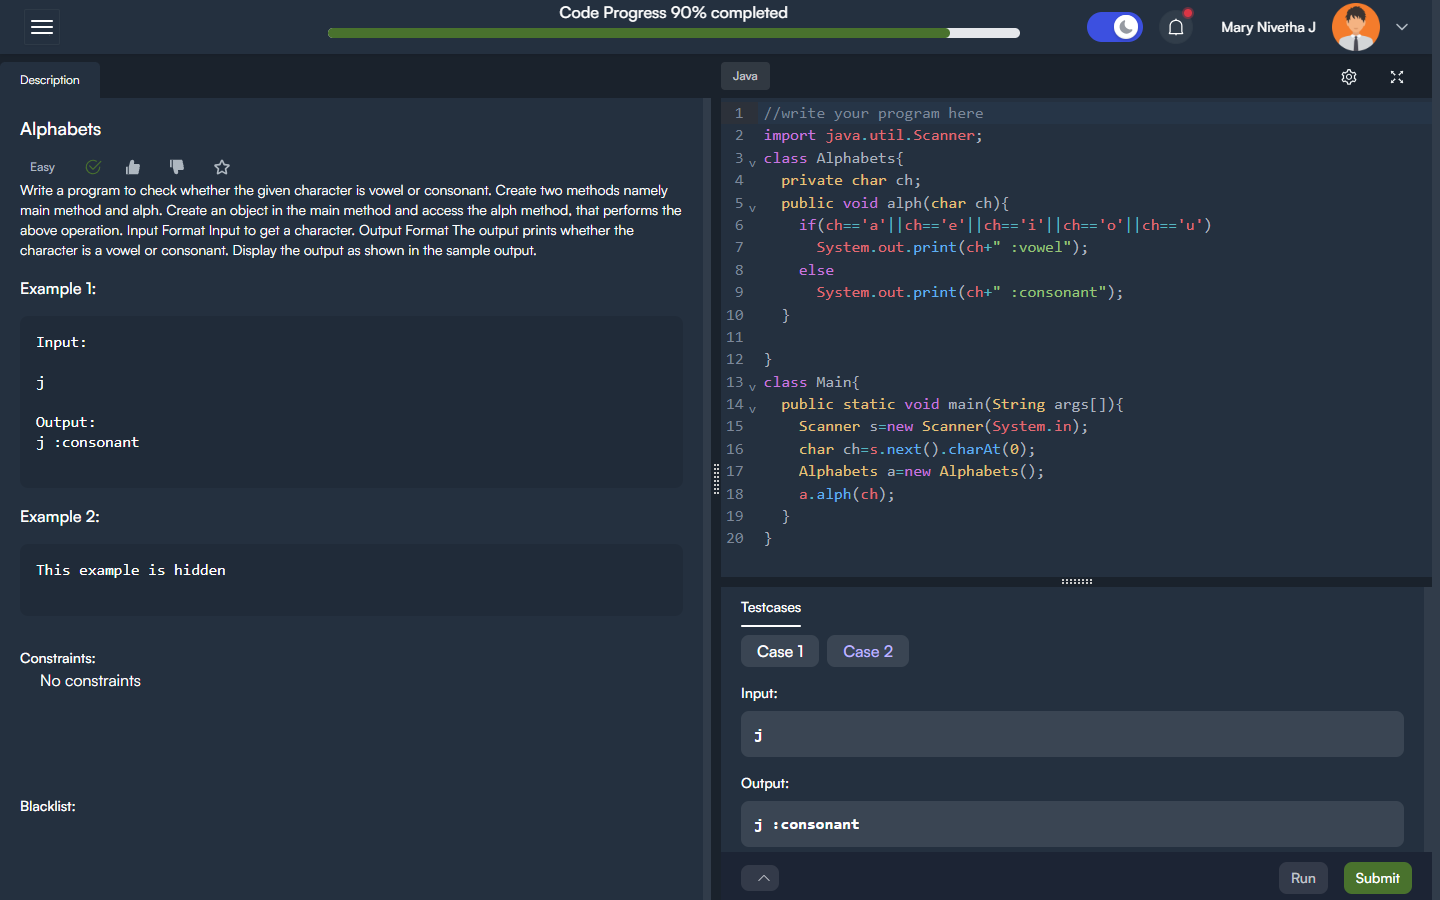 Code Progress 90% completed
Mary Nivetha J
Description
Alphabets
Easy
Write a program to check whether the given character is vowel or consonant. Create two methods namely
main method and alph. Create an object in the main method and access the alph method, that performs the
above operation. Input Format Input to get a character. Output Format The output prints whether the
character is a vowel or consonant. Display the output as shown in the sample output.
Example 1:
Input:
j
Output:
j :consonant
Example 2:
This example is hidden
Constraints:
No constraints
Blacklist:
Java
1 //write your program here
2 import java.util.Scanner;
3 class Alphabets{
4 private char ch;
5 public void alph(char ch){
6 if(ch=='a'||ch=='e'||ch=='i'||ch=='o'||ch=='u')
7 System.out.print(ch+" :vowel");
8 else
9 System.out.print(ch+" :consonant");
10 }
11
12 }
13 class Main{
14 public static void main(String args[]){
15 Scanner s=new Scanner(System.in);
16 char ch=s.next().charAt(0);
17 Alphabets a=new Alphabets();
18 a.alph(ch);
19 }
20 }
Testcases
Case 1 Case 2
Input:
j
Output:
j :consonant
Run Submit